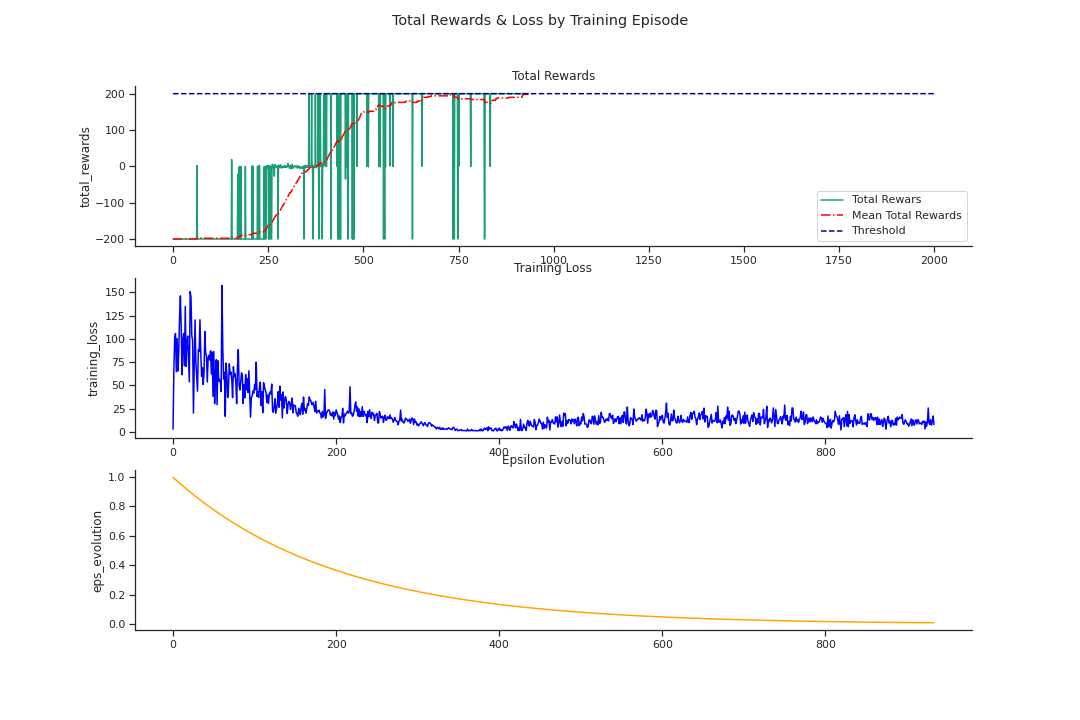 Total Rewards & Loss by Training Episode
Total Rewards
total_rewards
200
100
0
−100
−200
Total Rewars
Mean Total Rewards
Threshold
0 250 500 750 1000 1250 1500 1750 2000
Training Loss
training_loss
150
125
100
75
50
25
0
0 200 400 600 800
Epsilon Evolution
eps_evolution
1.0
0.8
0.6
0.4
0.2
0.0
0 200 400 600 800